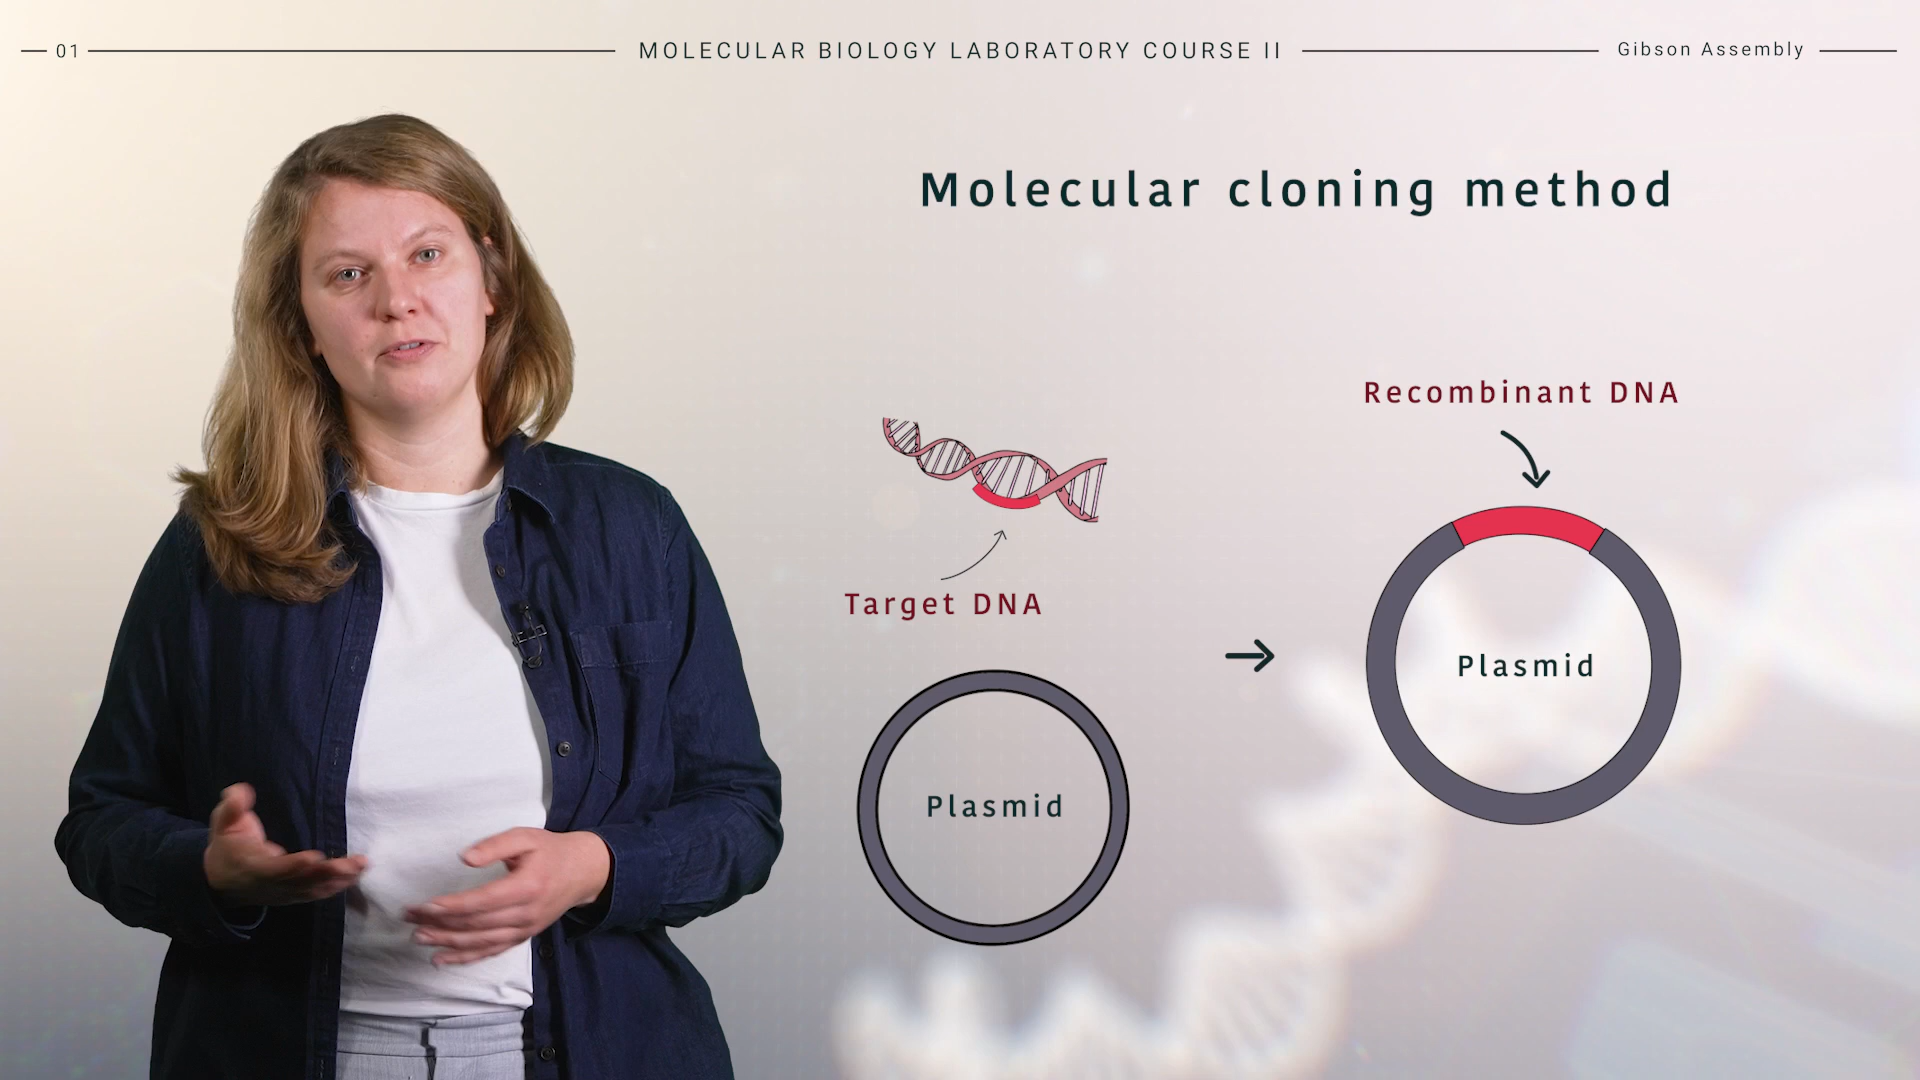 01
MOLECULAR BIOLOGY LABORATORY COURSE II
Gibson Assembly
Molecular cloning method
Recombinant DNA
Target DNA
Plasmid
Plasmid